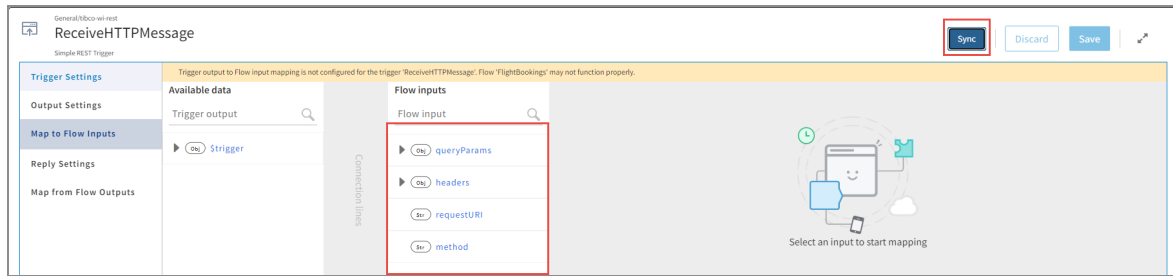 General/tibco-wi-rest
ReceiveHTTPMessage
Simple REST Trigger
Sync
Discard
Save
Trigger Settings
Output Settings
Map to Flow Inputs
Reply Settings
Map from Flow Outputs
Trigger output to Flow input mapping is not configured for the trigger 'ReceiveHTTPMessage'. Flow 'FlightBookings' may not function properly.
Available data
Trigger output
Obj $trigger
Connection lines
Flow inputs
Flow input
Obj queryParams
Obj headers
Str requestURI
Str method
Select an input to start mapping